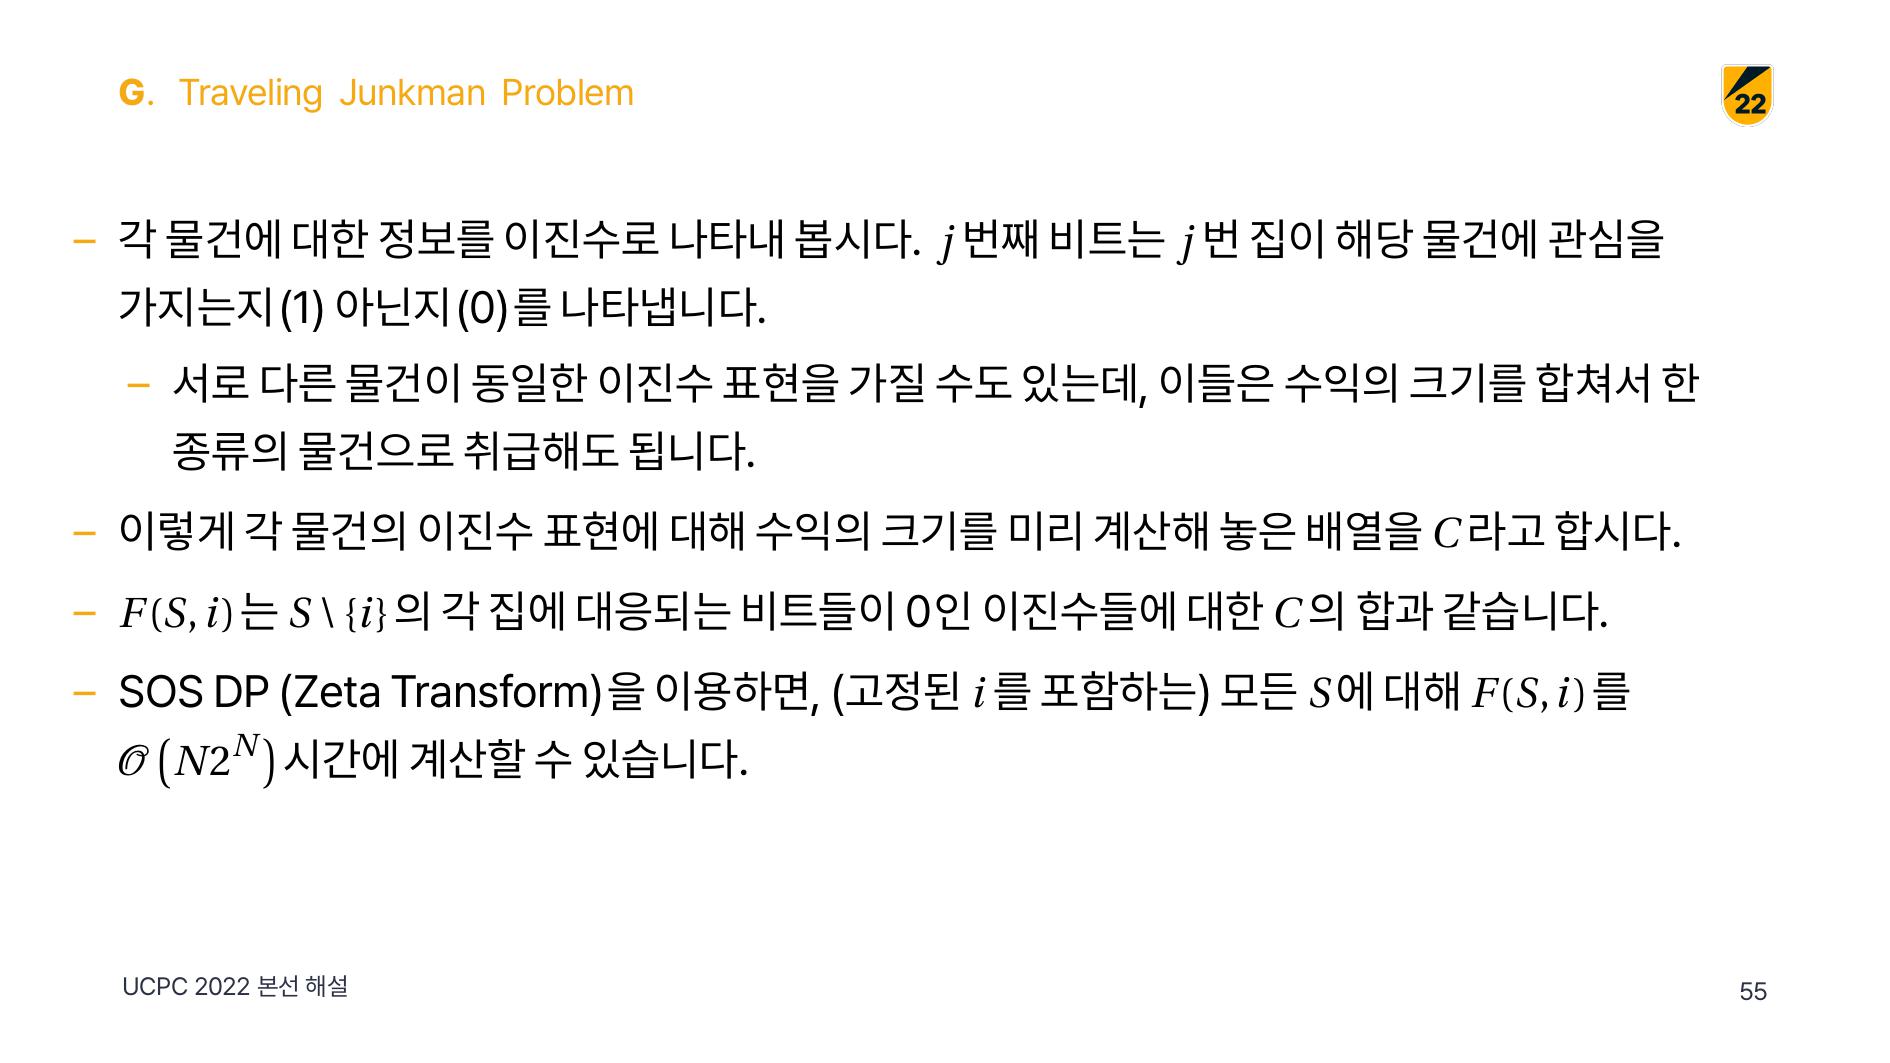 G. Traveling Junkman Problem
22
– 각 물건에 대한 정보를 이진수로 나타내 봅시다. j번째 비트는 j번 집이 해당 물건에 관심을
가지는지(1) 아닌지(0)를 나타냅니다.
– 서로 다른 물건이 동일한 이진수 표현을 가질 수도 있는데, 이들은 수익의 크기를 합쳐서 한
종류의 물건으로 취급해도 됩니다.
– 이렇게 각 물건의 이진수 표현에 대해 수익의 크기를 미리 계산해 놓은 배열을 C라고 합시다.
– F(S, i)는 S \ {i}의 각 집에 대응되는 비트들이 0인 이진수들에 대한 C의 합과 같습니다.
– SOS DP (Zeta Transform)을 이용하면, (고정된 i를 포함하는) 모든 S에 대해 F(S, i)를
𝒪(N2^N) 시간에 계산할 수 있습니다.
UCPC 2022 본선 해설
55